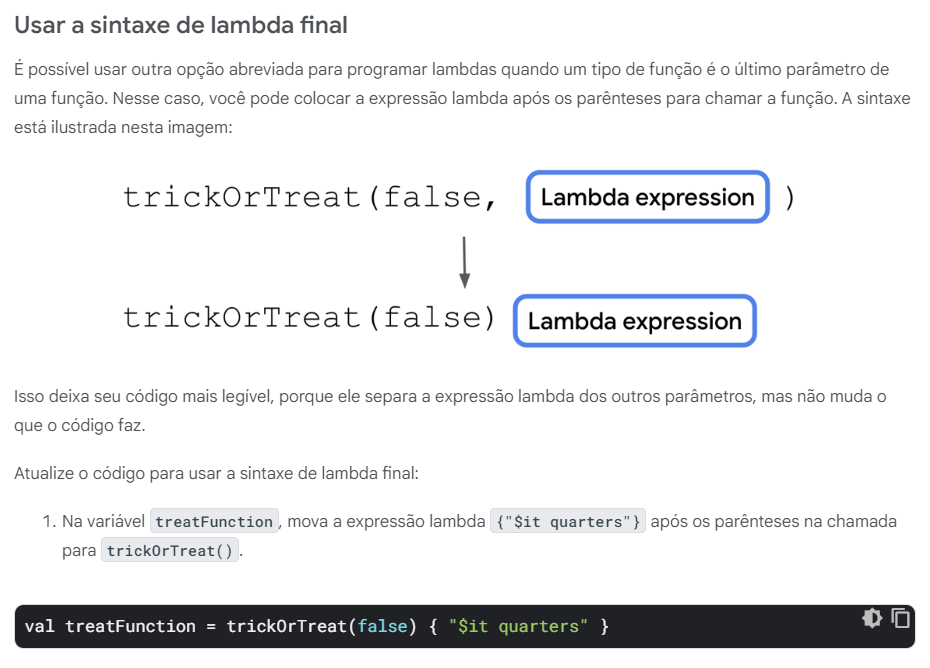 Usar a sintaxe de lambda final
É possível usar outra opção abreviada para programar lambdas quando um tipo de função é o último parâmetro de
uma função. Nesse caso, você pode colocar a expressão lambda após os parênteses para chamar a função. A sintaxe
está ilustrada nesta imagem:
trickOrTreat(false, Lambda expression )
trickOrTreat(false) Lambda expression
Isso deixa seu código mais legível, porque ele separa a expressão lambda dos outros parâmetros, mas não muda o
que o código faz.
Atualize o código para usar a sintaxe de lambda final:
1. Na variável treatFunction, mova a expressão lambda {"$it quarters"} após os parênteses na chamada
para trickOrTreat().
val treatFunction = trickOrTreat(false) { "$it quarters" }